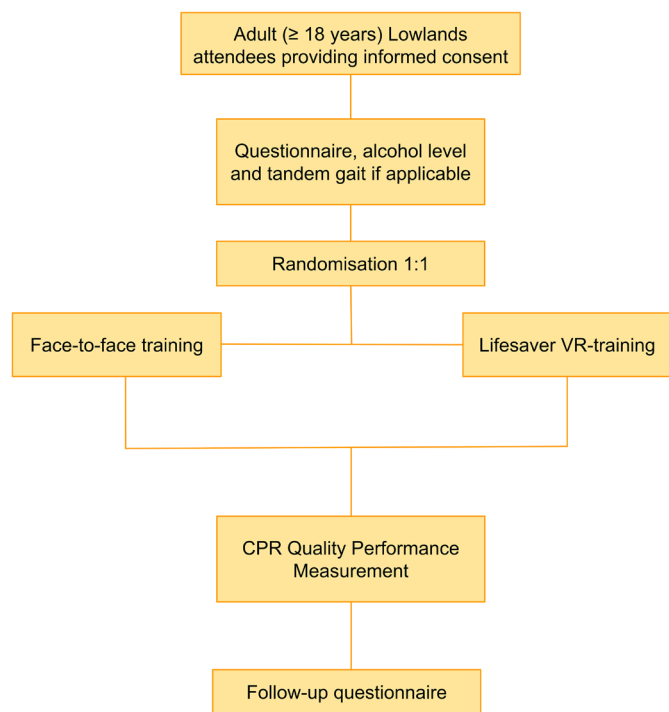 Adult (≥ 18 years) Lowlands
attendees providing informed consent
Questionnaire, alcohol level
and tandem gait if applicable
Randomisation 1:1
Face-to-face training
Lifesaver VR-training
CPR Quality Performance
Measurement
Follow-up questionnaire